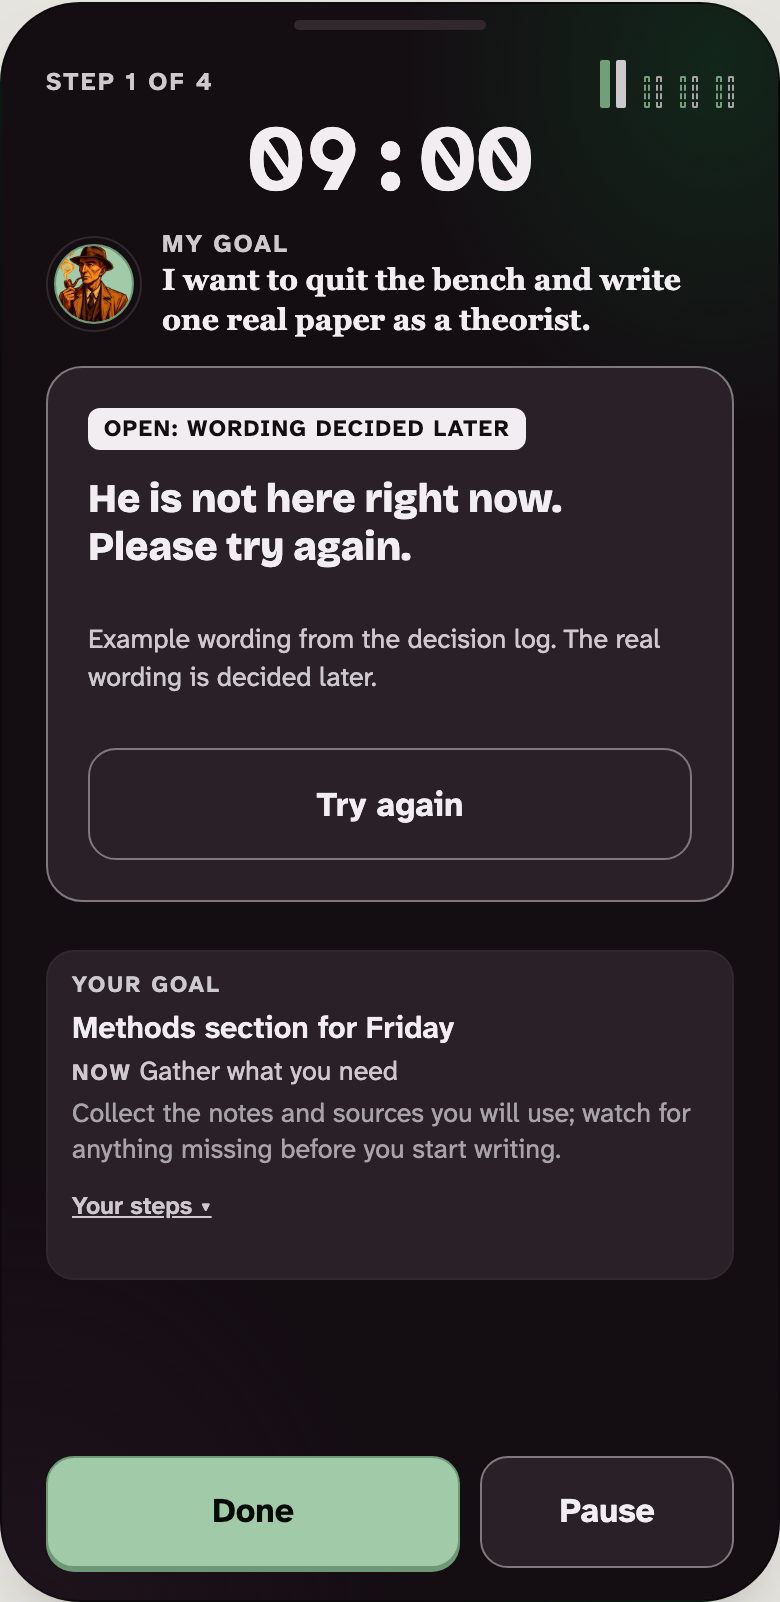 STEP 1 OF 4
09:00
MY GOAL
I want to quit the bench and write
one real paper as a theorist.
OPEN: WORDING DECIDED LATER
He is not here right now.
Please try again.
Example wording from the decision log. The real
wording is decided later.
Try again
YOUR GOAL
Methods section for Friday
NOW Gather what you need
Collect the notes and sources you will use; watch for
anything missing before you start writing.
Your steps ▾
Done
Pause